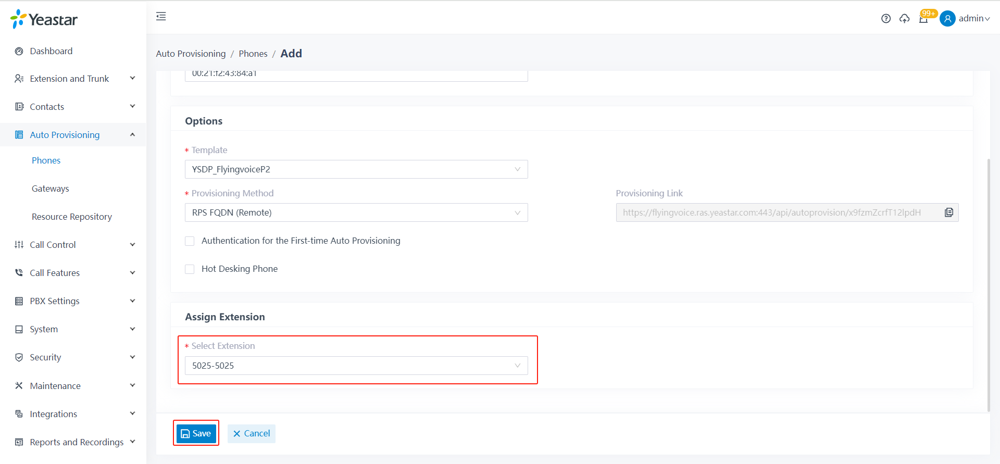 Yeastar
99+
admin
Dashboard
Extension and Trunk
Contacts
Auto Provisioning
Phones
Gateways
Resource Repository
Call Control
Call Features
PBX Settings
System
Security
Maintenance
Integrations
Reports and Recordings
Auto Provisioning / Phones / Add
00:21:f2:43:84:a1
Options
* Template
YSDP_FlyingvoiceP2
* Provisioning Method
Provisioning Link
RPS FQDN (Remote)
https://flyingvoice.ras.yeastar.com:443/api/autoprovision/x9fzmZcrfT12lpdH
Authentication for the First-time Auto Provisioning
Hot Desking Phone
Assign Extension
* Select Extension
5025-5025
Save
Cancel